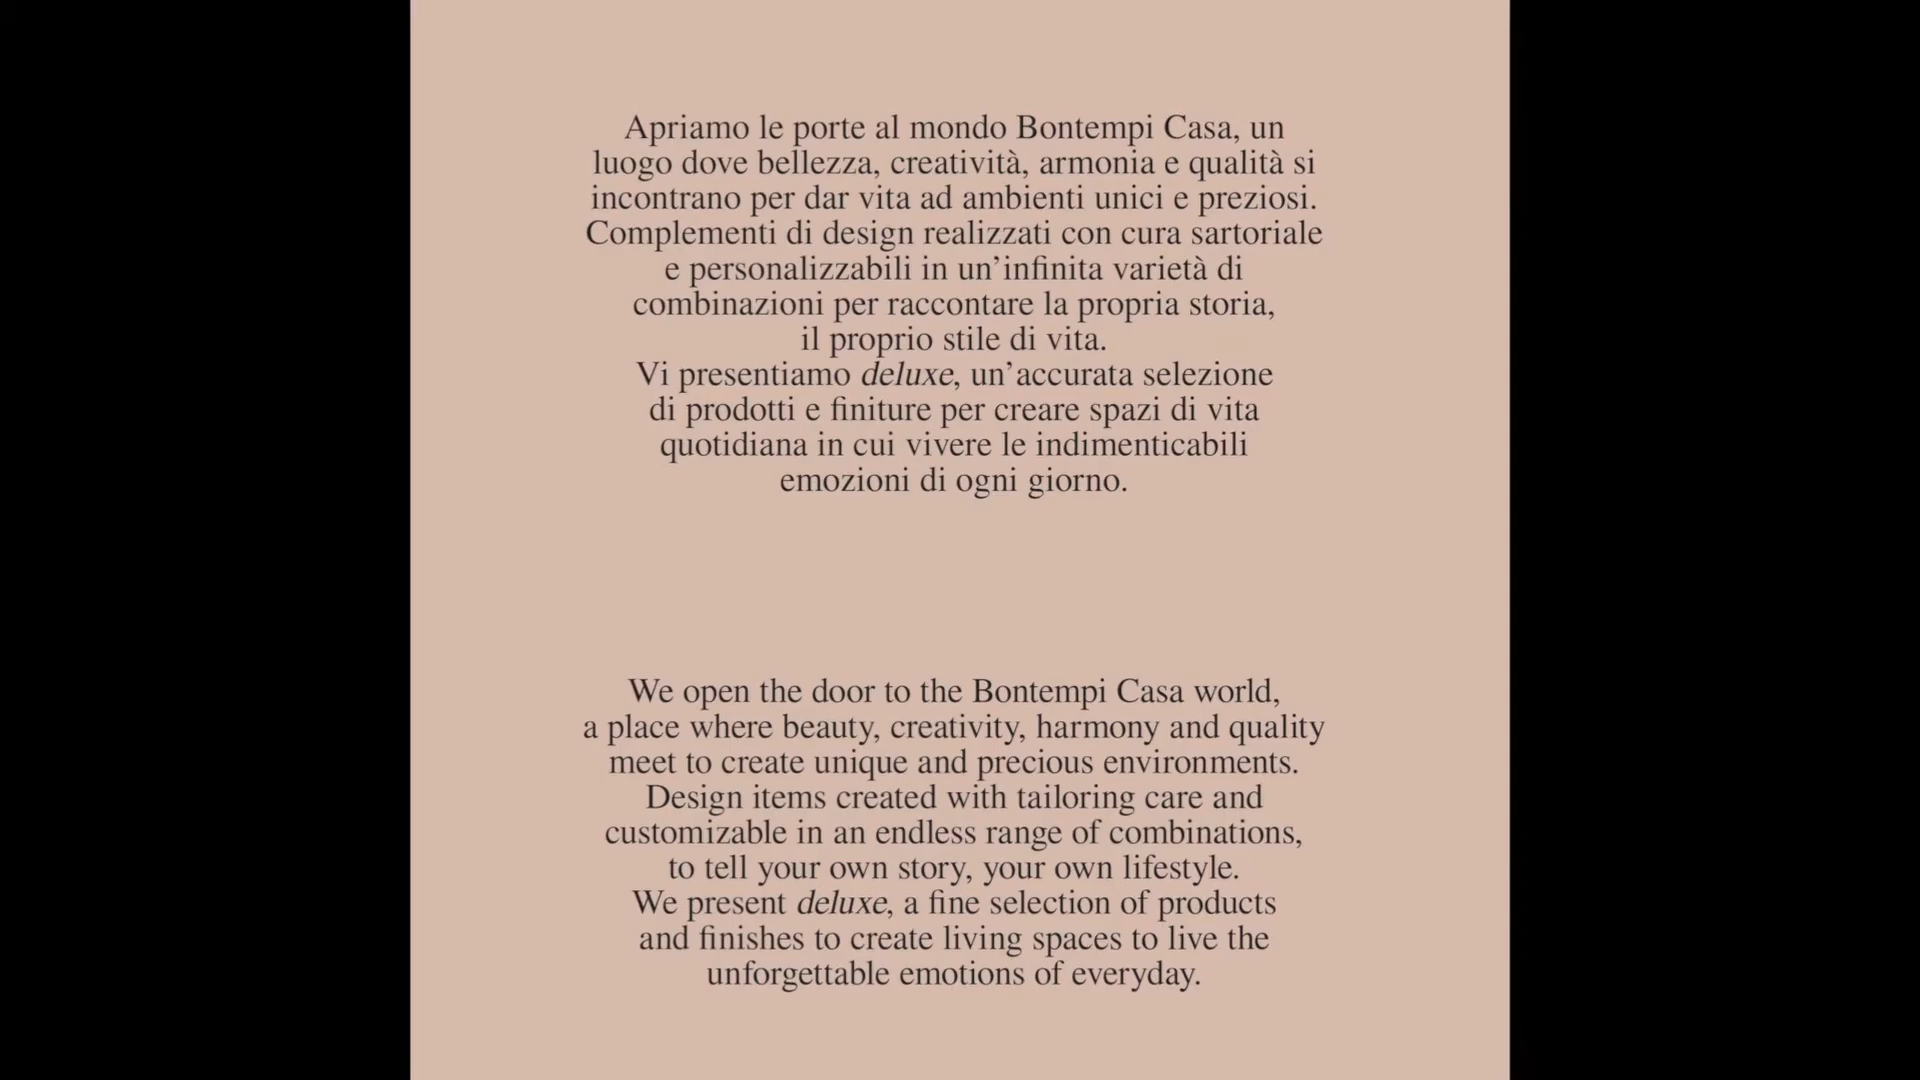 Apriamo le porte al mondo Bontempi Casa, un
luogo dove bellezza, creatività, armonia e qualità si
incontrano per dar vita ad ambienti unici e preziosi.
Complementi di design realizzati con cura sartoriale
e personalizzabili in un’infinita varietà di
combinazioni per raccontare la propria storia,
il proprio stile di vita.
Vi presentiamo deluxe, un’accurata selezione
di prodotti e finiture per creare spazi di vita
quotidiana in cui vivere le indimenticabili
emozioni di ogni giorno.
We open the door to the Bontempi Casa world,
a place where beauty, creativity, harmony and quality
meet to create unique and precious environments.
Design items created with tailoring care and
customizable in an endless range of combinations,
to tell your own story, your own lifestyle.
We present deluxe, a fine selection of products
and finishes to create living spaces to live the
unforgettable emotions of everyday.